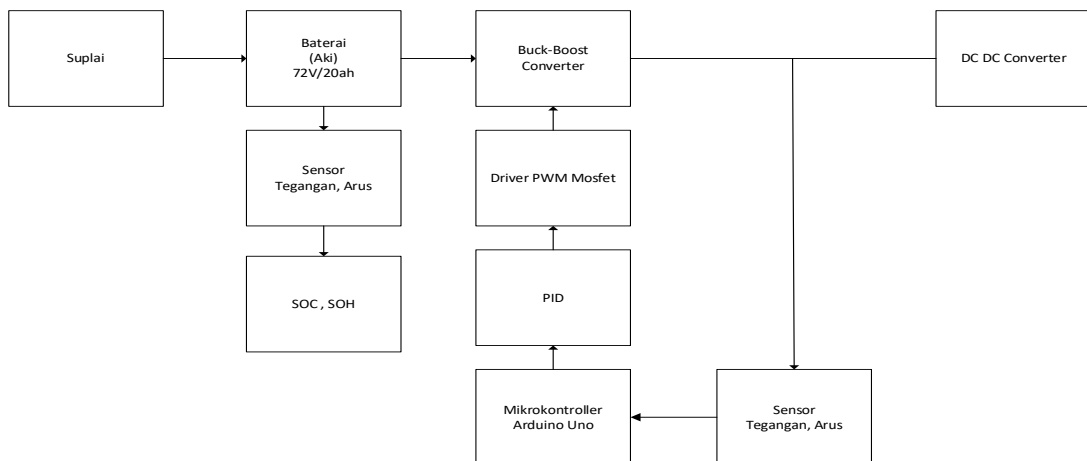 Suplai
Baterai
(Aki)
72V/20ah
Buck-Boost
Converter
DC DC Converter
Sensor
Tegangan, Arus
Driver PWM Mosfet
SOC , SOH
PID
Mikrokontroller
Arduino Uno
Sensor
Tegangan, Arus